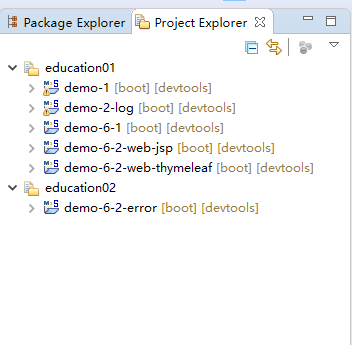 Package Explorer Project Explorer
education01
demo-1 [boot] [devtools]
demo-2-log [boot] [devtools]
demo-6-1 [boot] [devtools]
demo-6-2-web-jsp [boot] [devtools]
demo-6-2-web-thymeleaf [boot] [devtools]
education02
demo-6-2-error [boot] [devtools]